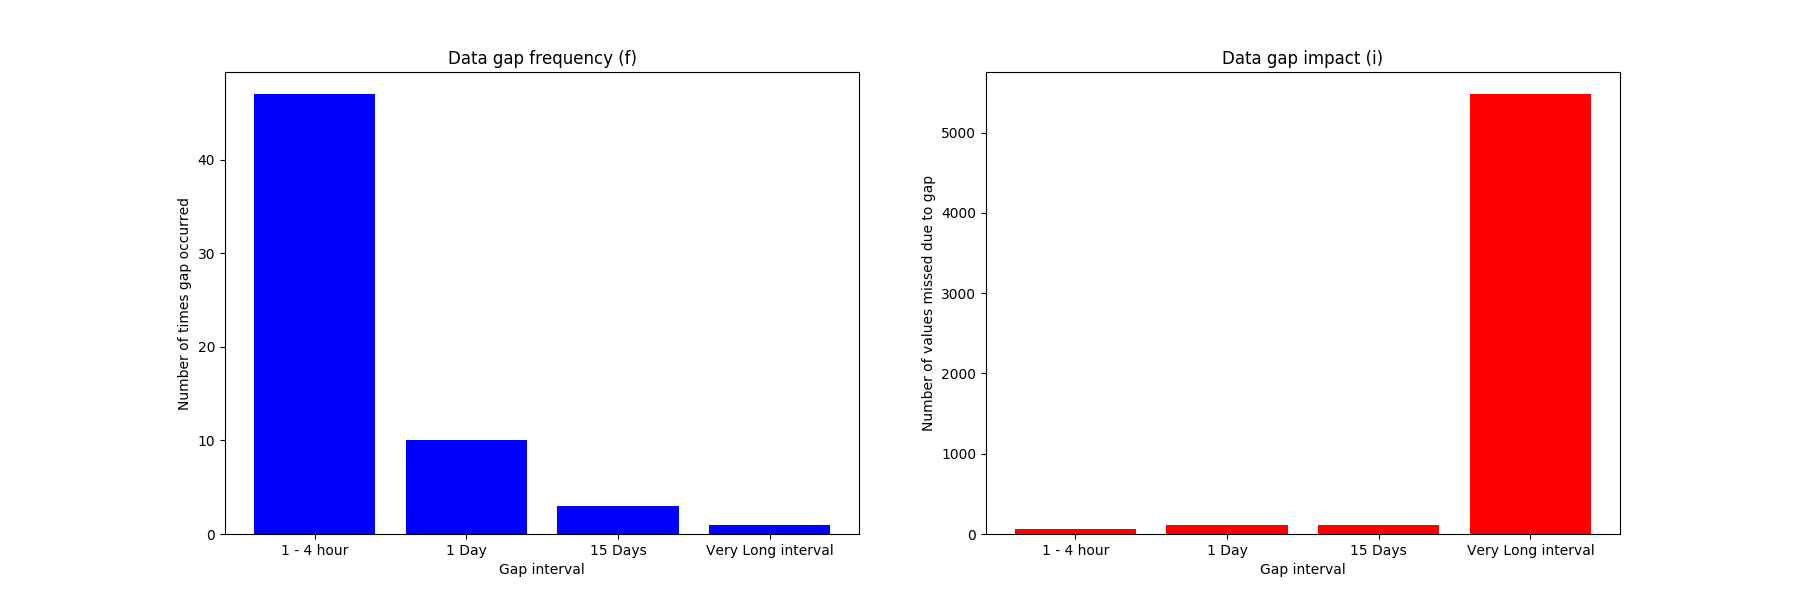 Data gap frequency (f)
Number of times gap occurred
40
30
20
10
0
1 - 4 hour
1 Day
15 Days
Very Long interval
Gap interval
Data gap impact (i)
Number of values missed due to gap
5000
4000
3000
2000
1000
0
1 - 4 hour
1 Day
15 Days
Very Long interval
Gap interval